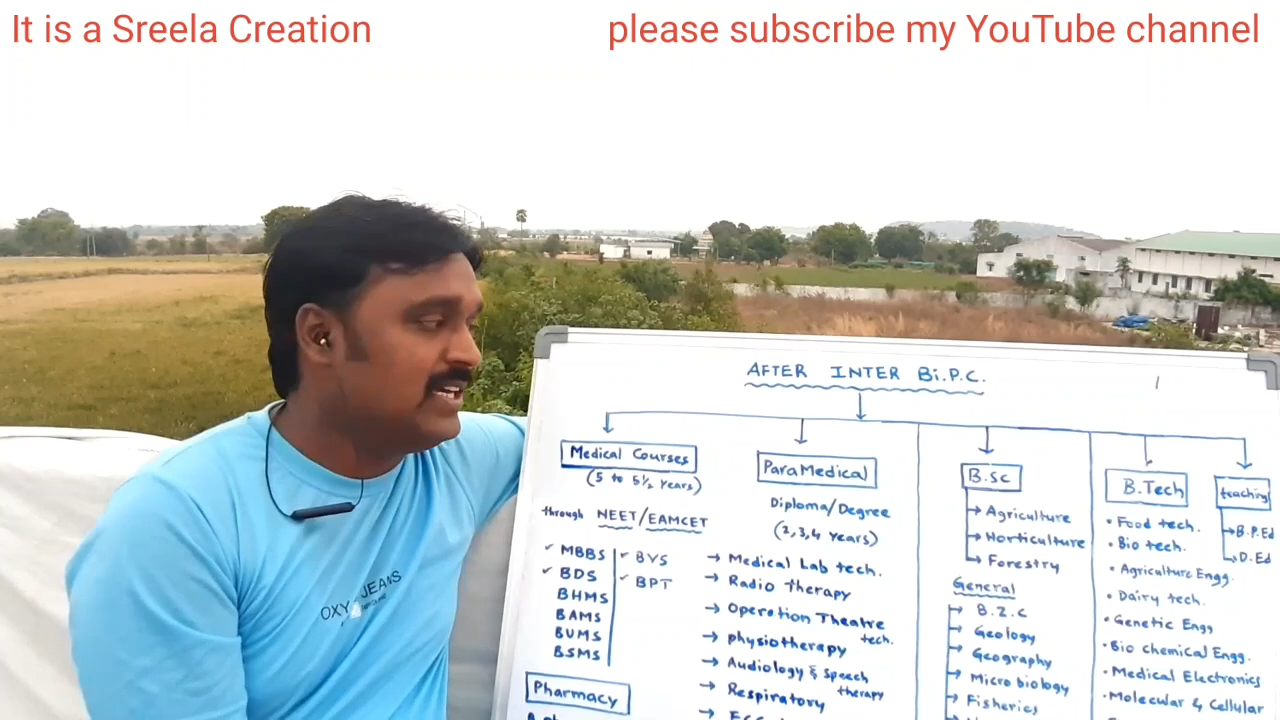 It is a Sreela Creation
please subscribe my YouTube channel
AFTER INTER Bi.P.C.
Medical Courses
(5 to 5½ years)
through NEET/EAMCET
✓ MBBS
✓ BDS
BHMS
BAMS
BUMS
BSMS
✓ BVS
✓ BPT
Pharmacy
ParaMedical
Diploma/Degree
(2,3,4 years)
→ Medical Lab tech.
→ Radio Therapy
→ Operation Theatre
tech.
→ physiotherapy
→ Audiology & Speech
therapy
→ Respiratory
B.Sc
→ Agriculture
→ Horticulture
→ Forestry
General
B.Z.C
Geology
Geography
Micro biology
Fisheries
B.Tech
• Food tech.
• Bio tech.
• Agriculture Engg.
• Dairy tech.
• Genetic Engg
• Bio chemical Engg.
• Medical Electronics
• Molecular & Cellular
teaching
→ B.P.Ed
→ D.Ed
OXY JEANS